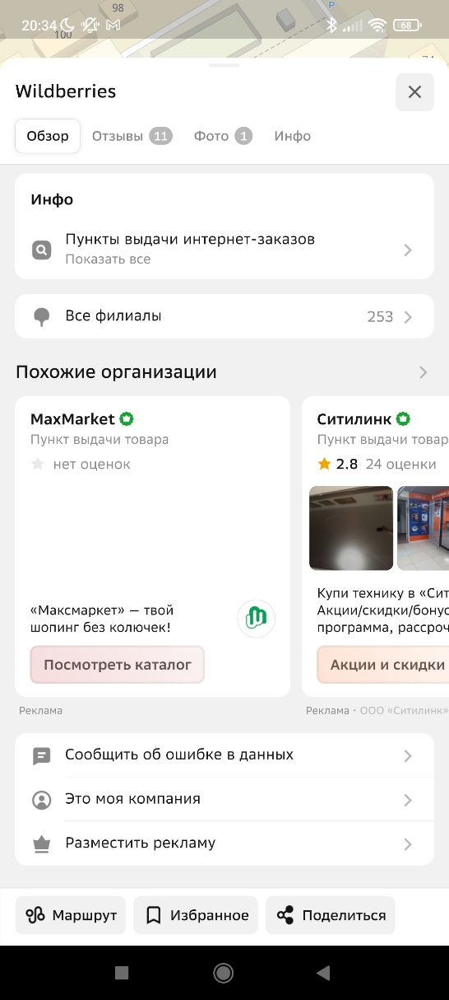 98
P
20:34
68
100
74
Wildberries
Обзор
Отзывы 11
Фото 1
Инфо
Инфо
Пункты выдачи интернет-заказов
Показать все
Все филиалы
253
Похожие организации
MaxMarket
Пункт выдачи товара
нет оценок
«Максмаркет» — твой
шопинг без колючек!
Посмотреть каталог
Реклама
Ситилинк
Пункт выдачи товар
2.8 24 оценки
Купи технику в «Сит
Акции/скидки/бонус
программа, рассроч
Акции и скидки
Реклама • ООО «Ситилинк»
Сообщить об ошибке в данных
Это моя компания
Разместить рекламу
Маршрут
Избранное
Поделиться